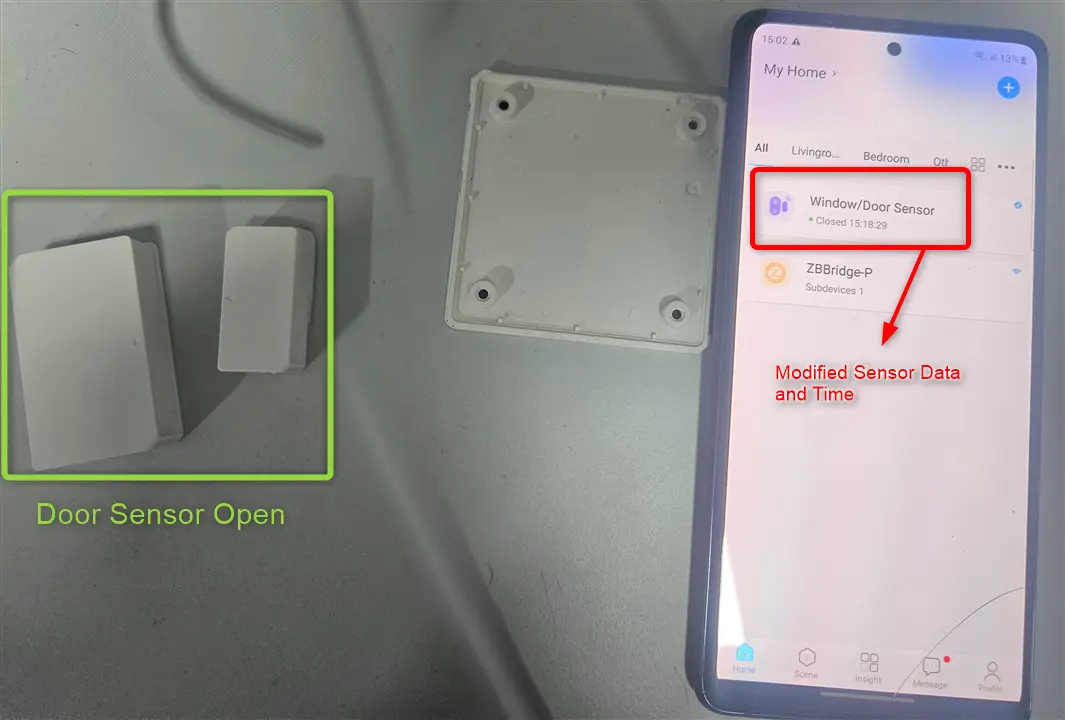 15:02
13%
My Home >
All Livingro... Bedroom Oth
Window/Door Sensor
Closed 15:18:29
ZBBridge-P
Subdevices 1
Modified Sensor Data
and Time
Door Sensor Open
Home Scene Insight Message Profile